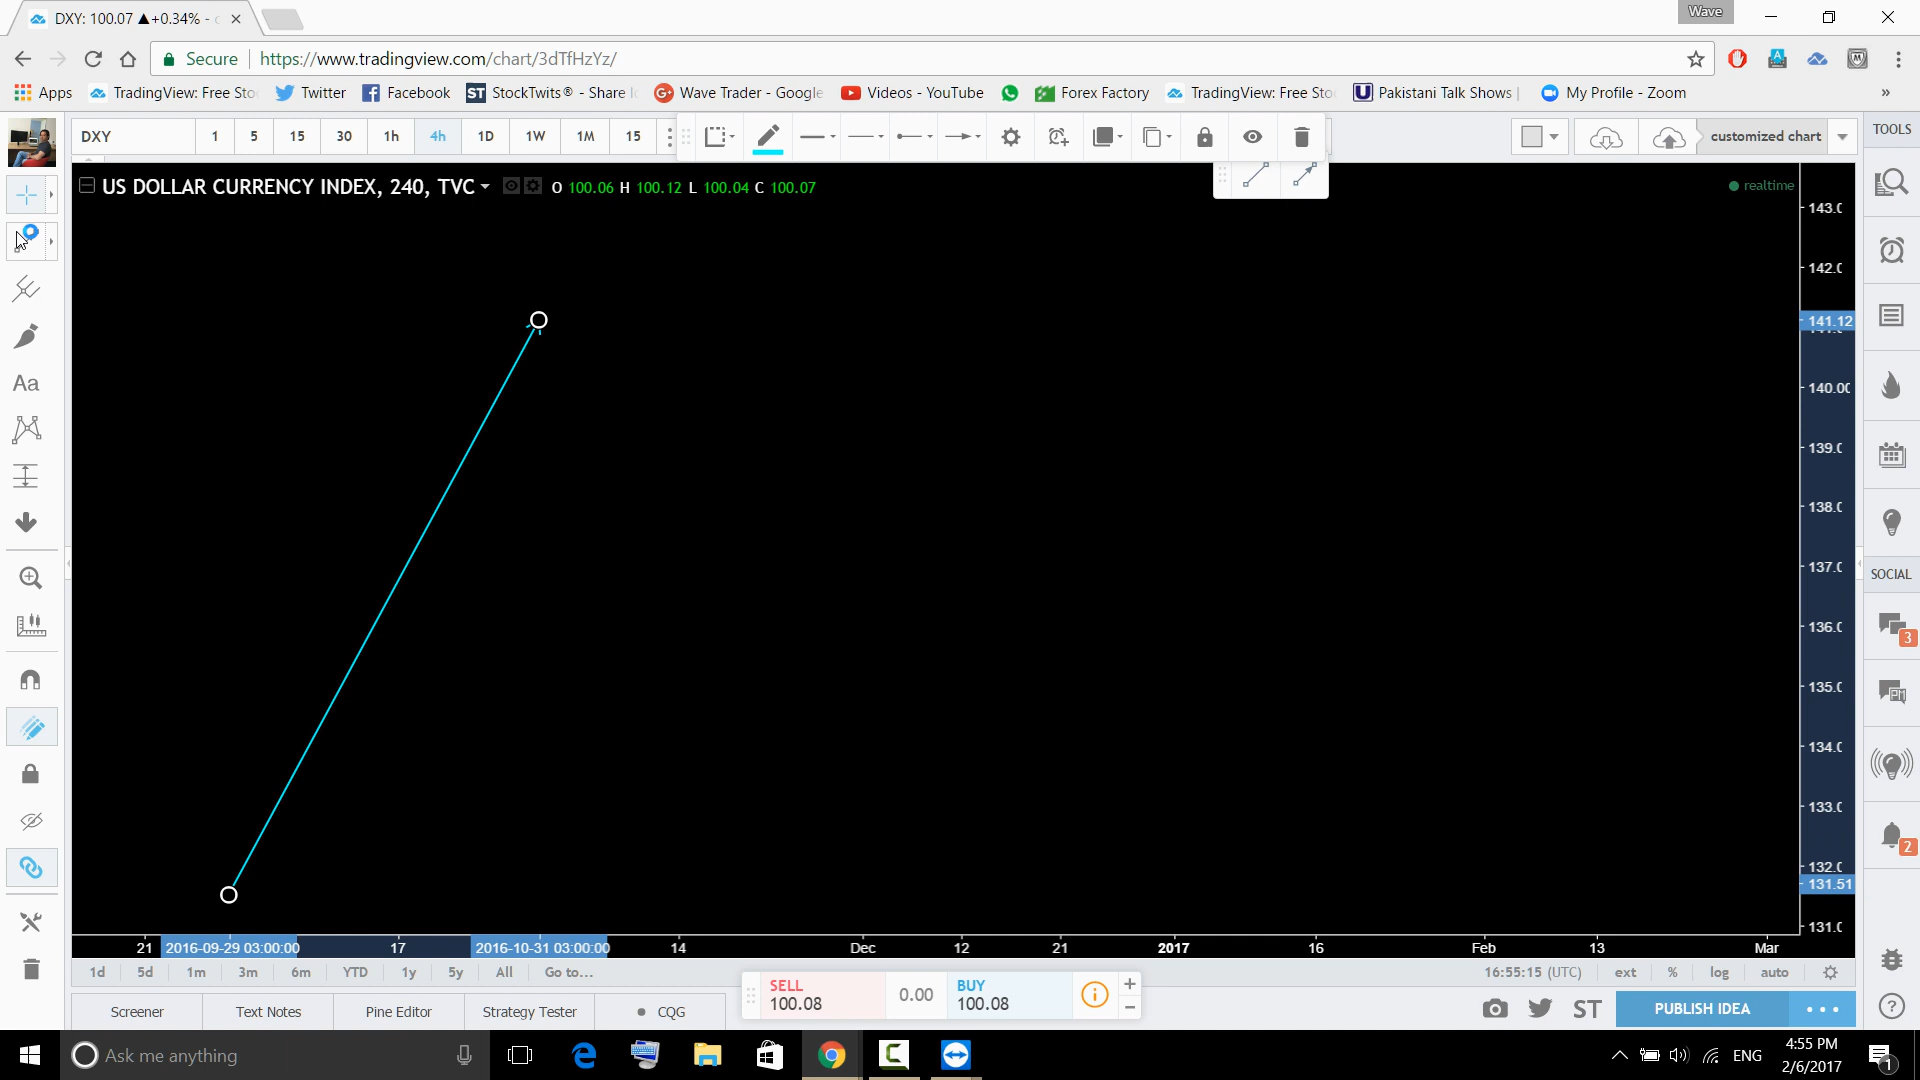 DXY: 100.07 ▲+0.34% -
Wave
Secure
https://www.tradingview.com/chart/3dTfHzYz/
Apps
TradingView: Free Sto
Twitter
Facebook
StockTwits® - Share
Wave Trader - Google
Videos - YouTube
Forex Factory
TradingView: Free Sto
Pakistani Talk Shows |
My Profile - Zoom
»
DXY
1
5
15
30
1h
4h
1D
1W
1M
15
customized chart
TOOLS
US DOLLAR CURRENCY INDEX, 240, TVC
O 100.06 H 100.12 L 100.04 C 100.07
realtime
143.0
142.0
141.12
140.00
139.0
138.0
137.0
136.0
135.0
134.0
133.0
132.0
131.51
131.0
Aa
SOCIAL
3
PM
2
21
2016-09-29 03:00:00
17
2016-10-31 03:00:00
14
Dec
12
21
2017
16
Feb
13
Mar
1d
5d
1m
3m
6m
YTD
1y
5y
All
Go to...
16:55:15 (UTC)
ext
%
log
auto
SELL
100.08
0.00
BUY
100.08
Screener
Text Notes
Pine Editor
Strategy Tester
CQG
ST
PUBLISH IDEA
Ask me anything
ENG
4:55 PM
2/6/2017
1